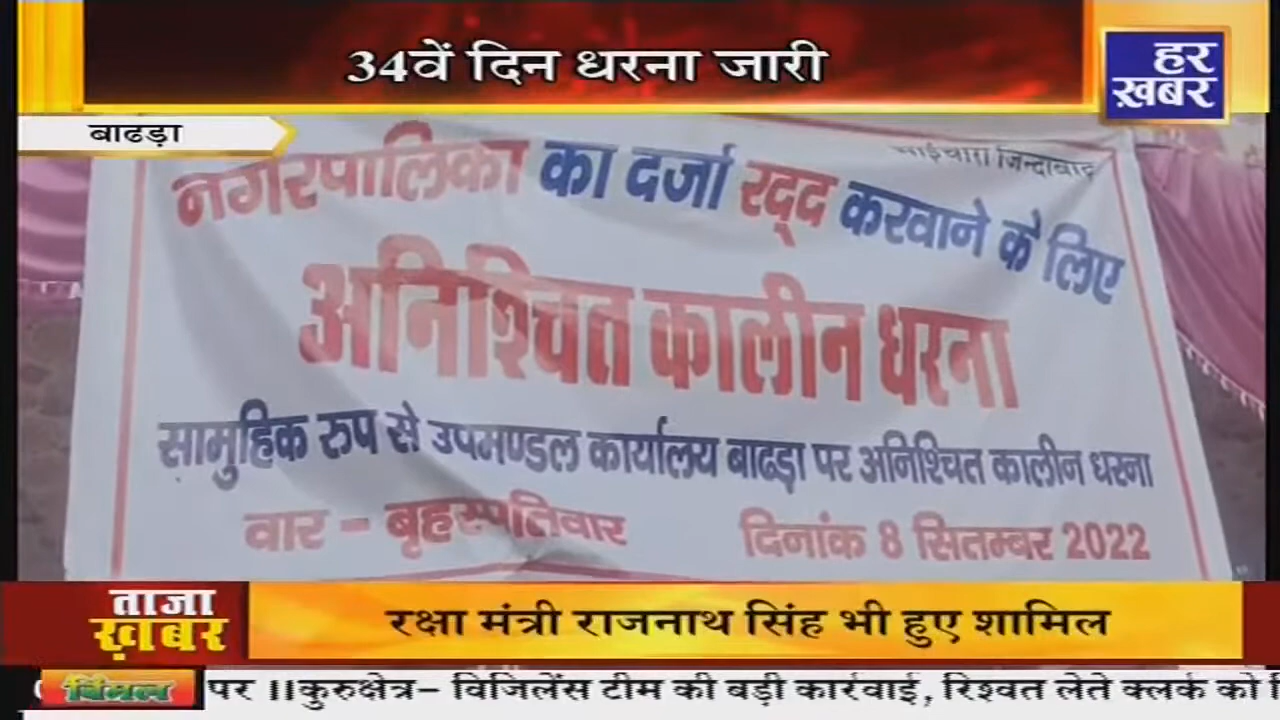 34वें दिन धरना जारी
हर
ख़बर
बाढड़ा
भाईचारा जिन्दाबाद
नगरपालिका का दर्जा रद्द करवाने के लिए
अनिश्चित कालीन धरना
सामुहिक रुप से उपमण्डल कार्यालय बाढड़ा पर अनिश्चित कालीन धरना
वार - बृहस्पतिवार दिनांक 8 सितम्बर 2022
ताजा
ख़बर
रक्षा मंत्री राजनाथ सिंह भी हुए शामिल
बिमल
पर ||कुरुक्षेत्र- विजिलेंस टीम की बड़ी कार्रवाई, रिश्वत लेते क्लर्क को